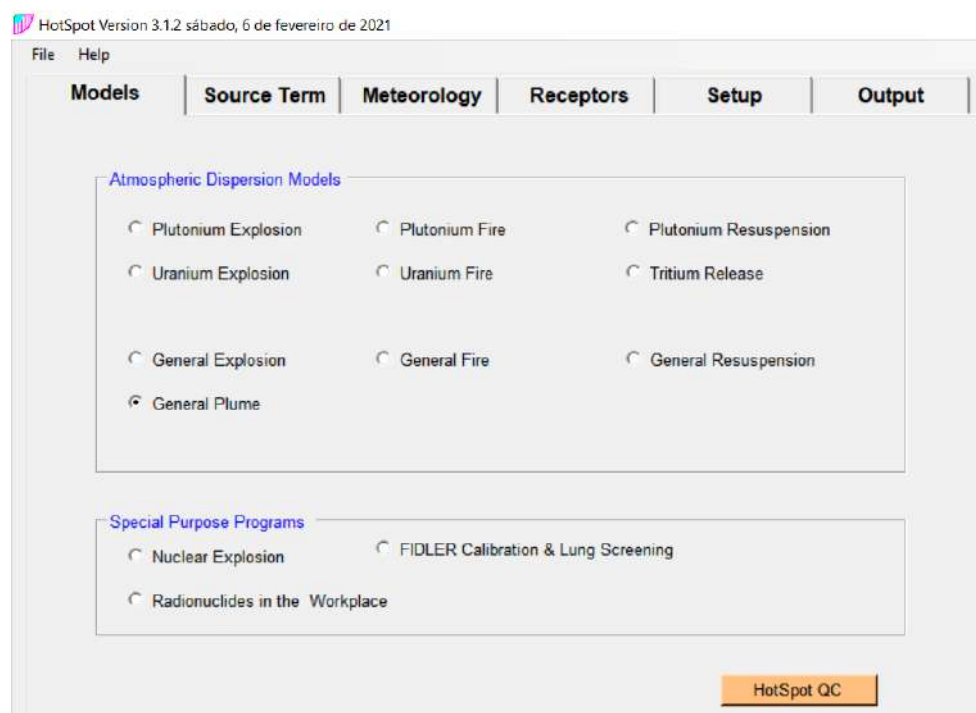 HotSpot Version 3.1.2 sábado, 6 de fevereiro de 2021
File Help
Models Source Term Meteorology Receptors Setup Output
Atmospheric Dispersion Models
Plutonium Explosion Plutonium Fire Plutonium Resuspension
Uranium Explosion Uranium Fire Tritium Release
General Explosion General Fire General Resuspension
General Plume
Special Purpose Programs
Nuclear Explosion FIDLER Calibration & Lung Screening
Radionuclides in the Workplace
HotSpot QC